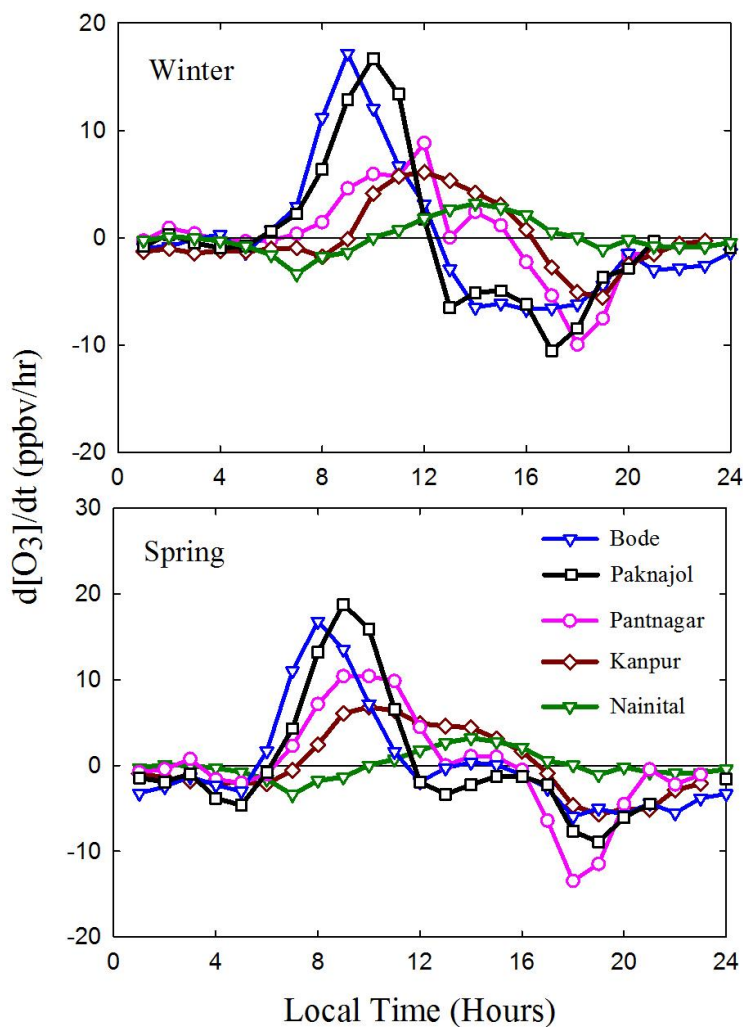 d[O3]/dt (ppbv/hr)
Winter
20
10
0
-10
-20
0 4 8 12 16 20 24
Spring
30
20
10
0
-10
-20
Bode
Paknajol
Pantnagar
Kanpur
Nainital
0 4 8 12 16 20 24
Local Time (Hours)